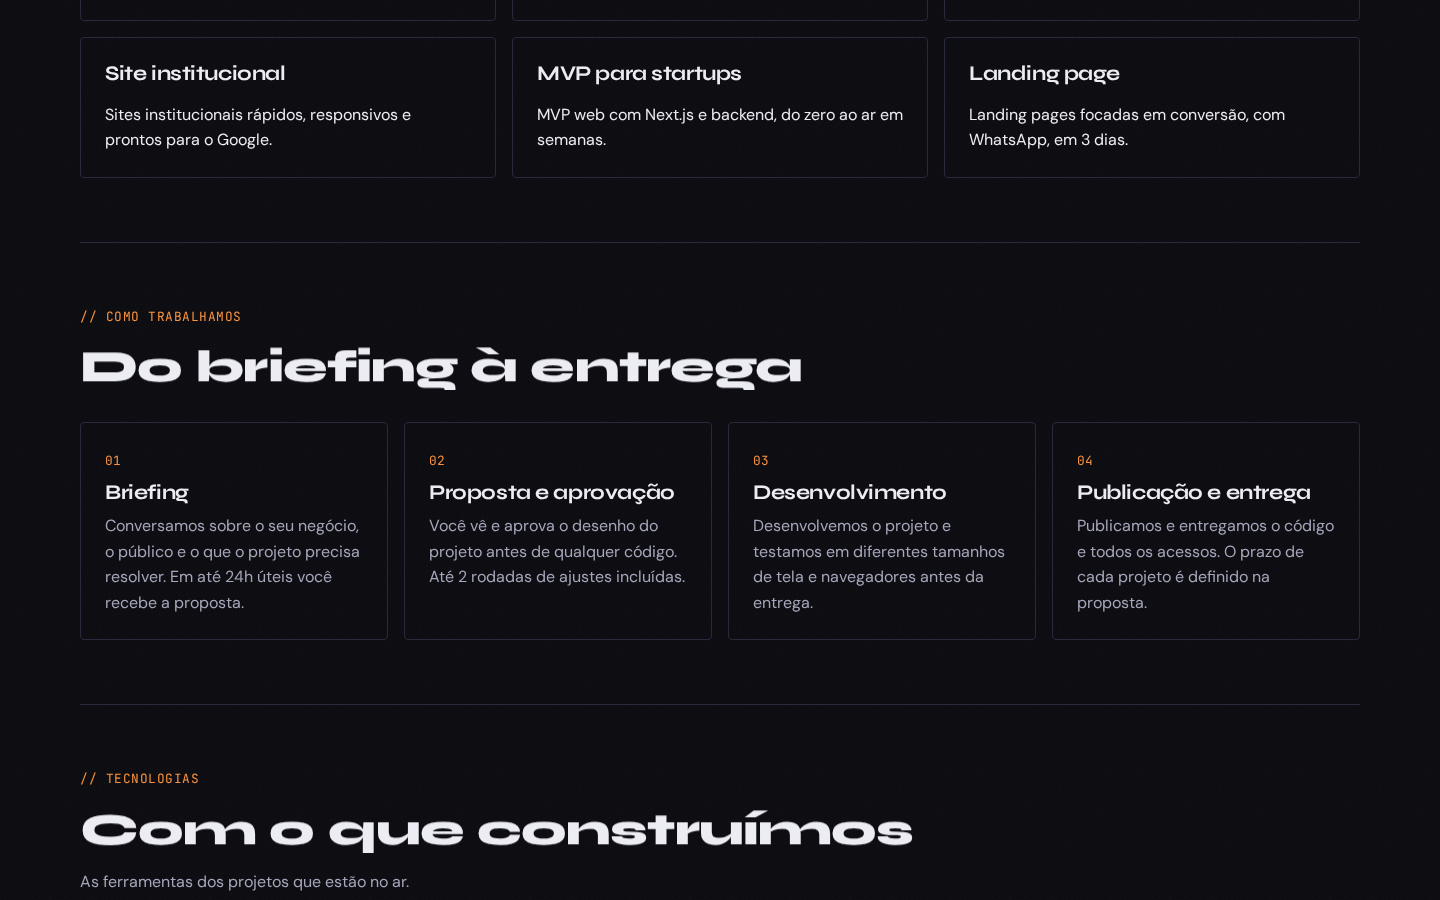 Site institucional
Sites institucionais rápidos, responsivos e
prontos para o Google.
MVP para startups
MVP web com Next.js e backend, do zero ao ar em
semanas.
Landing page
Landing pages focadas em conversão, com
WhatsApp, em 3 dias.
// COMO TRABALHAMOS
Do briefing à entrega
01
Briefing
Conversamos sobre o seu negócio,
o público e o que o projeto precisa
resolver. Em até 24h úteis você
recebe a proposta.
02
Proposta e aprovação
Você vê e aprova o desenho do
projeto antes de qualquer código.
Até 2 rodadas de ajustes incluídas.
03
Desenvolvimento
Desenvolvemos o projeto e
testamos em diferentes tamanhos
de tela e navegadores antes da
entrega.
04
Publicação e entrega
Publicamos e entregamos o código
e todos os acessos. O prazo de
cada projeto é definido na
proposta.
// TECNOLOGIAS
Com o que construímos
As ferramentas dos projetos que estão no ar.